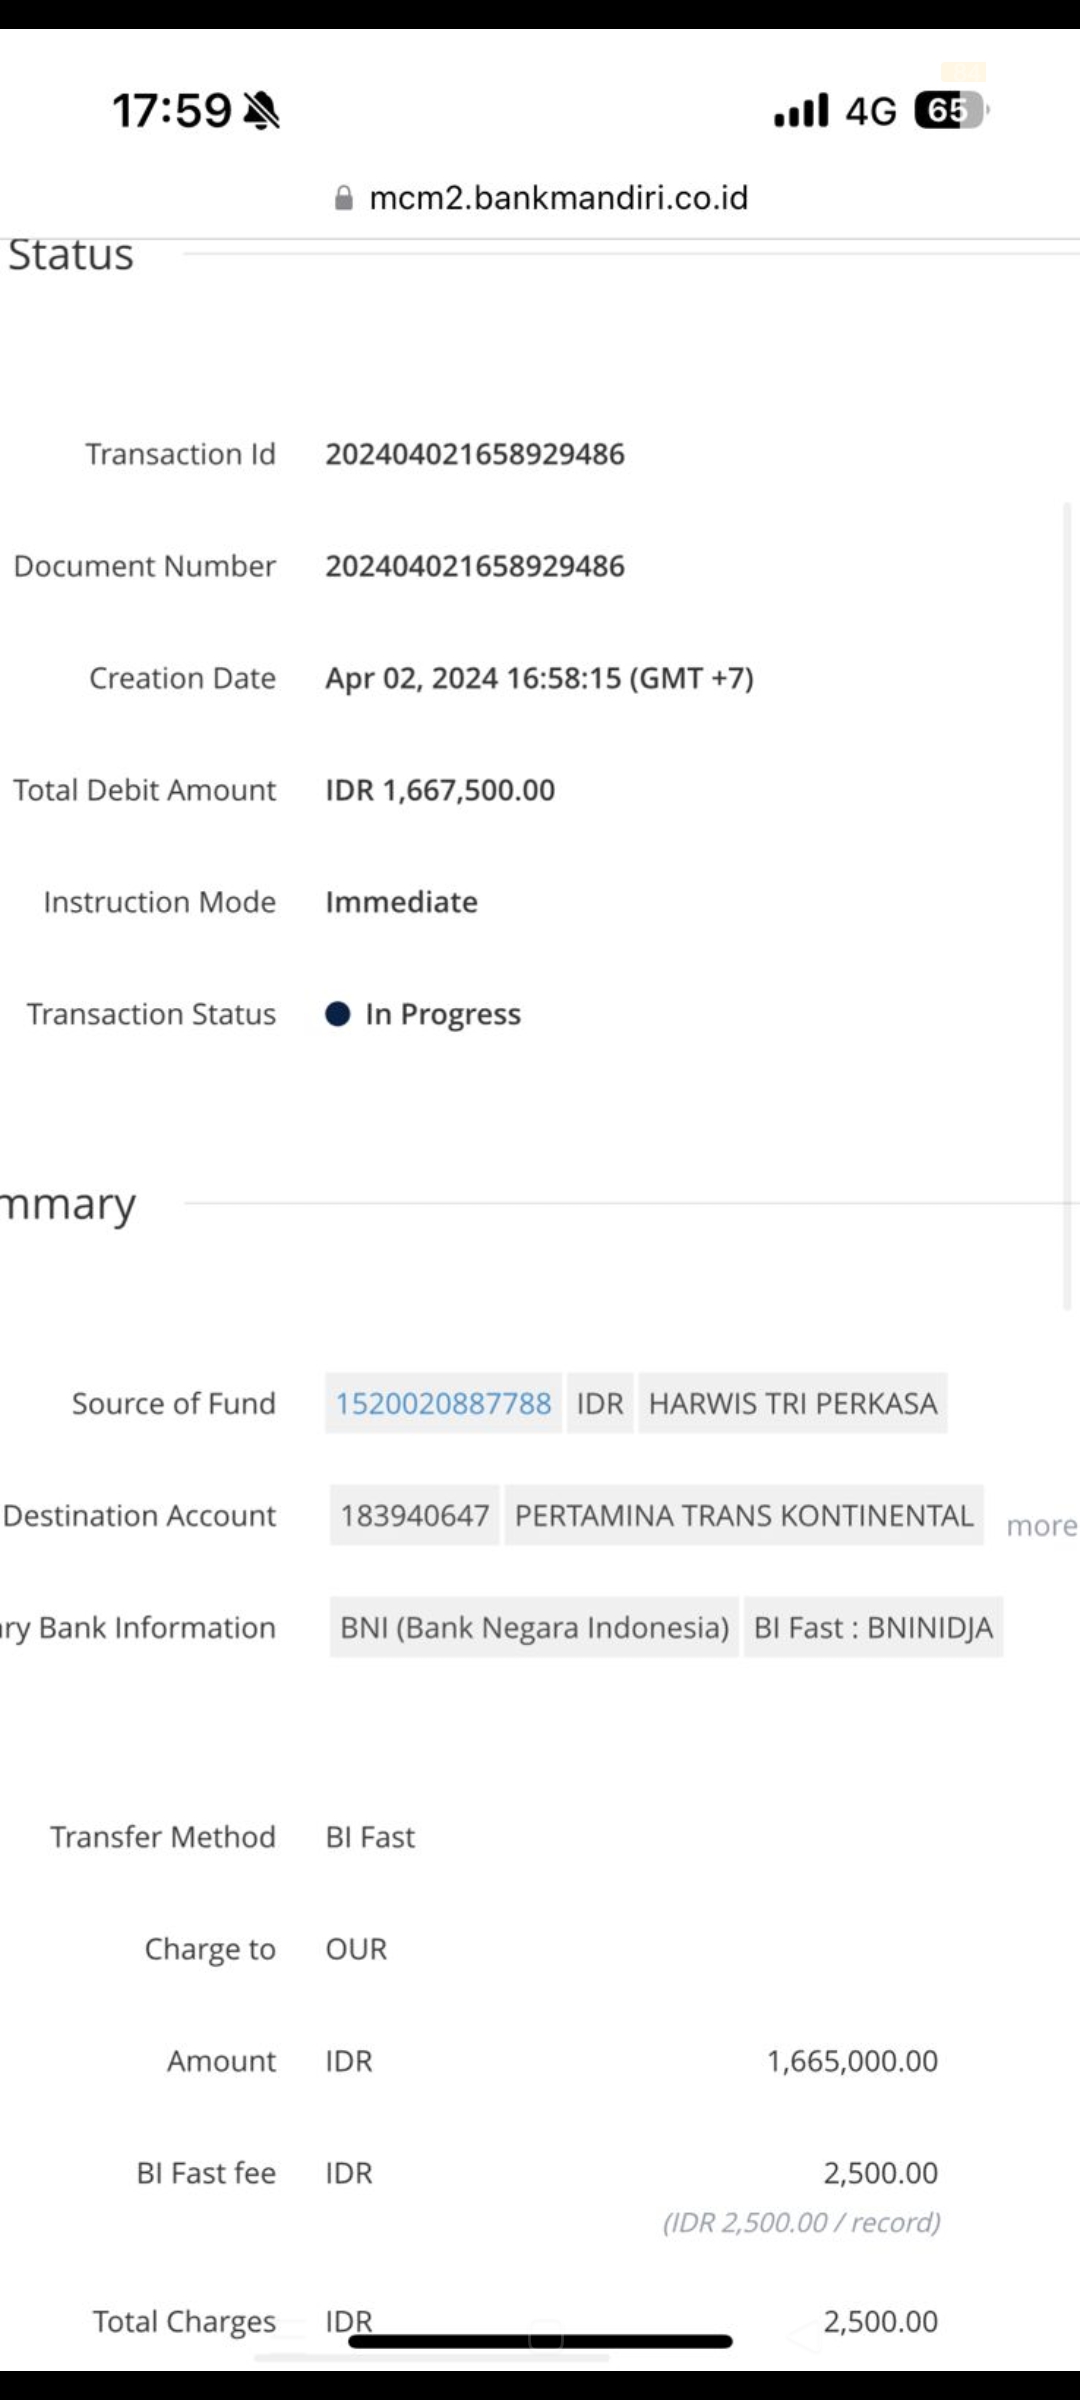 17:59
4G 65
mcm2.bankmandiri.co.id
Status
Transaction Id 202404021658929486
Document Number 202404021658929486
Creation Date Apr 02, 2024 16:58:15 (GMT +7)
Total Debit Amount IDR 1,667,500.00
Instruction Mode Immediate
Transaction Status In Progress
mmary
Source of Fund 1520020887788 IDR HARWIS TRI PERKASA
Destination Account 183940647 PERTAMINA TRANS KONTINENTAL more
ry Bank Information BNI (Bank Negara Indonesia) BI Fast : BNINIDJA
Transfer Method BI Fast
Charge to OUR
Amount IDR 1,665,000.00
BI Fast fee IDR 2,500.00
(IDR 2,500.00 / record)
Total Charges IDR 2,500.00